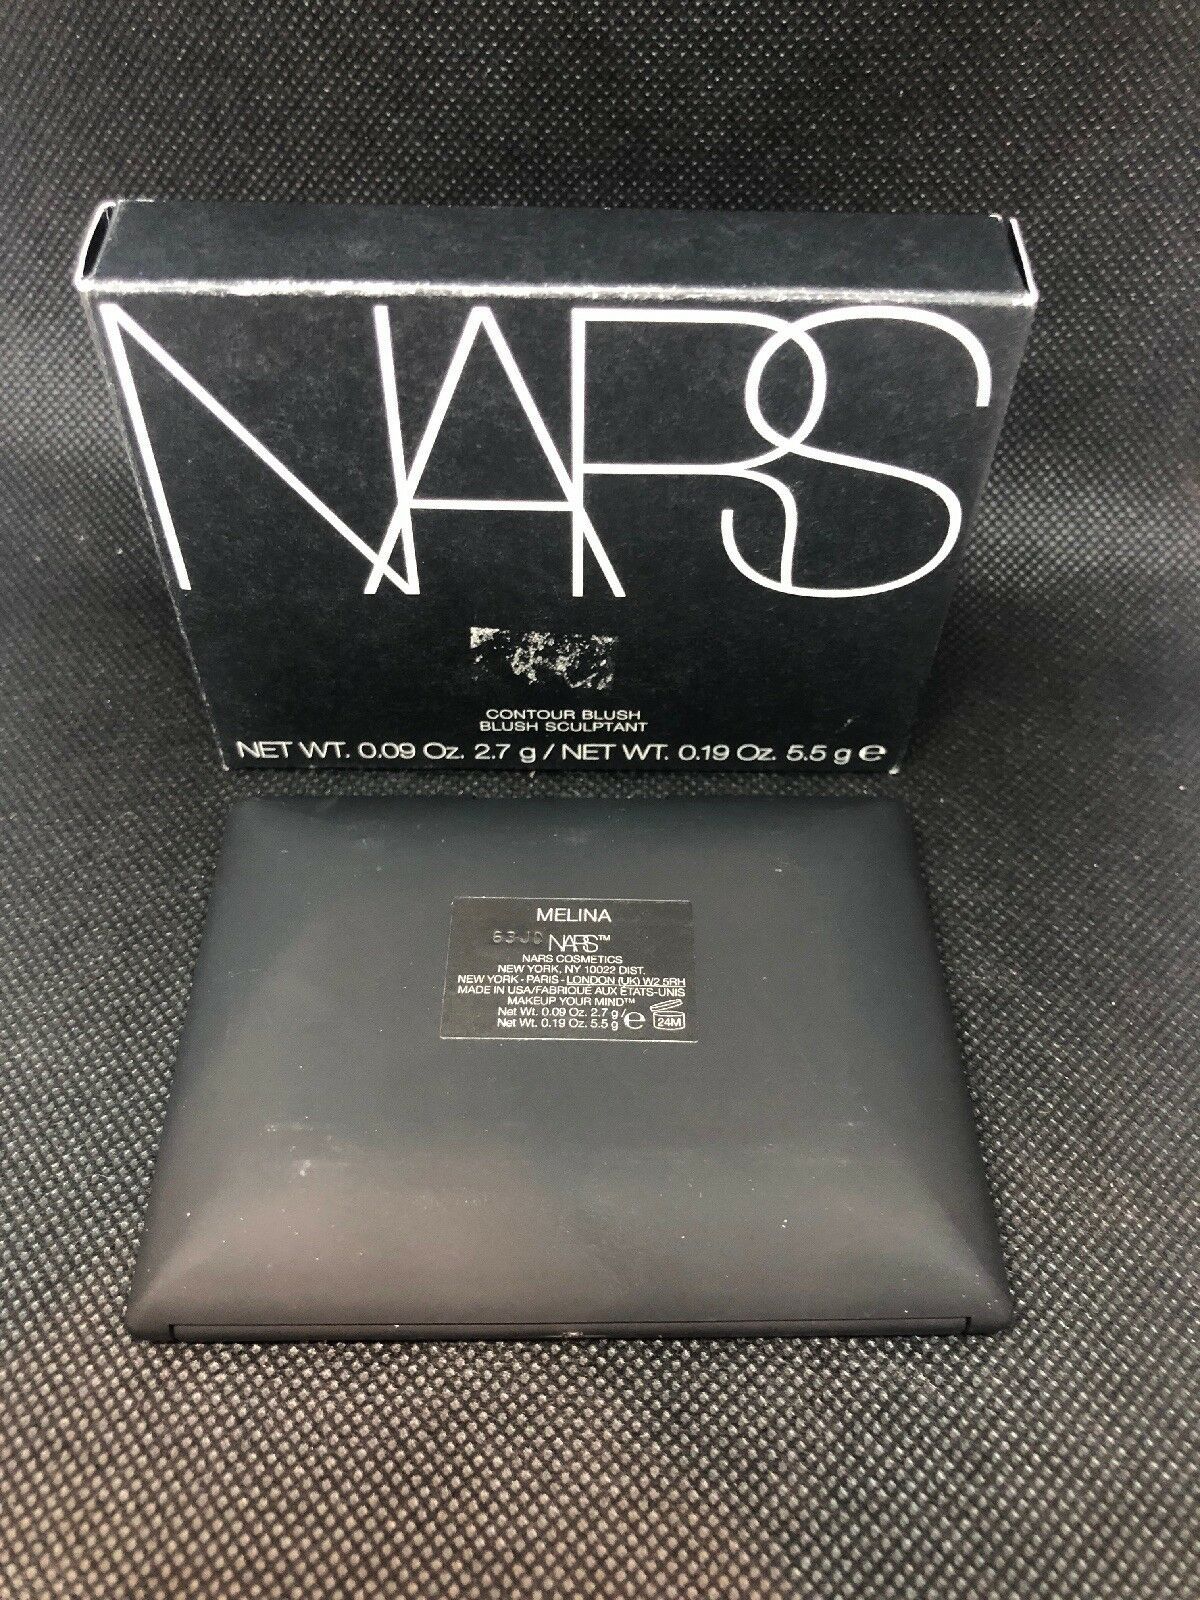 NARS
CONTOUR BLUSH
BLUSH SCULPTANT
NET WT. 0.09 Oz. 2.7 g / NET WT. 0.19 Oz. 5.5 g e
MELINA
63JD NARS™
NARS COSMETICS
NEW YORK, NY 10022 DIST.
NEW YORK - PARIS - LONDON (UK) W2 5RH
MADE IN USA/FABRIQUÉ AUX ÉTATS-UNIS
MAKEUP YOUR MIND™
Net Wt. 0.09 Oz. 2.7 g /
Net Wt. 0.19 Oz. 5.5 g e 24M